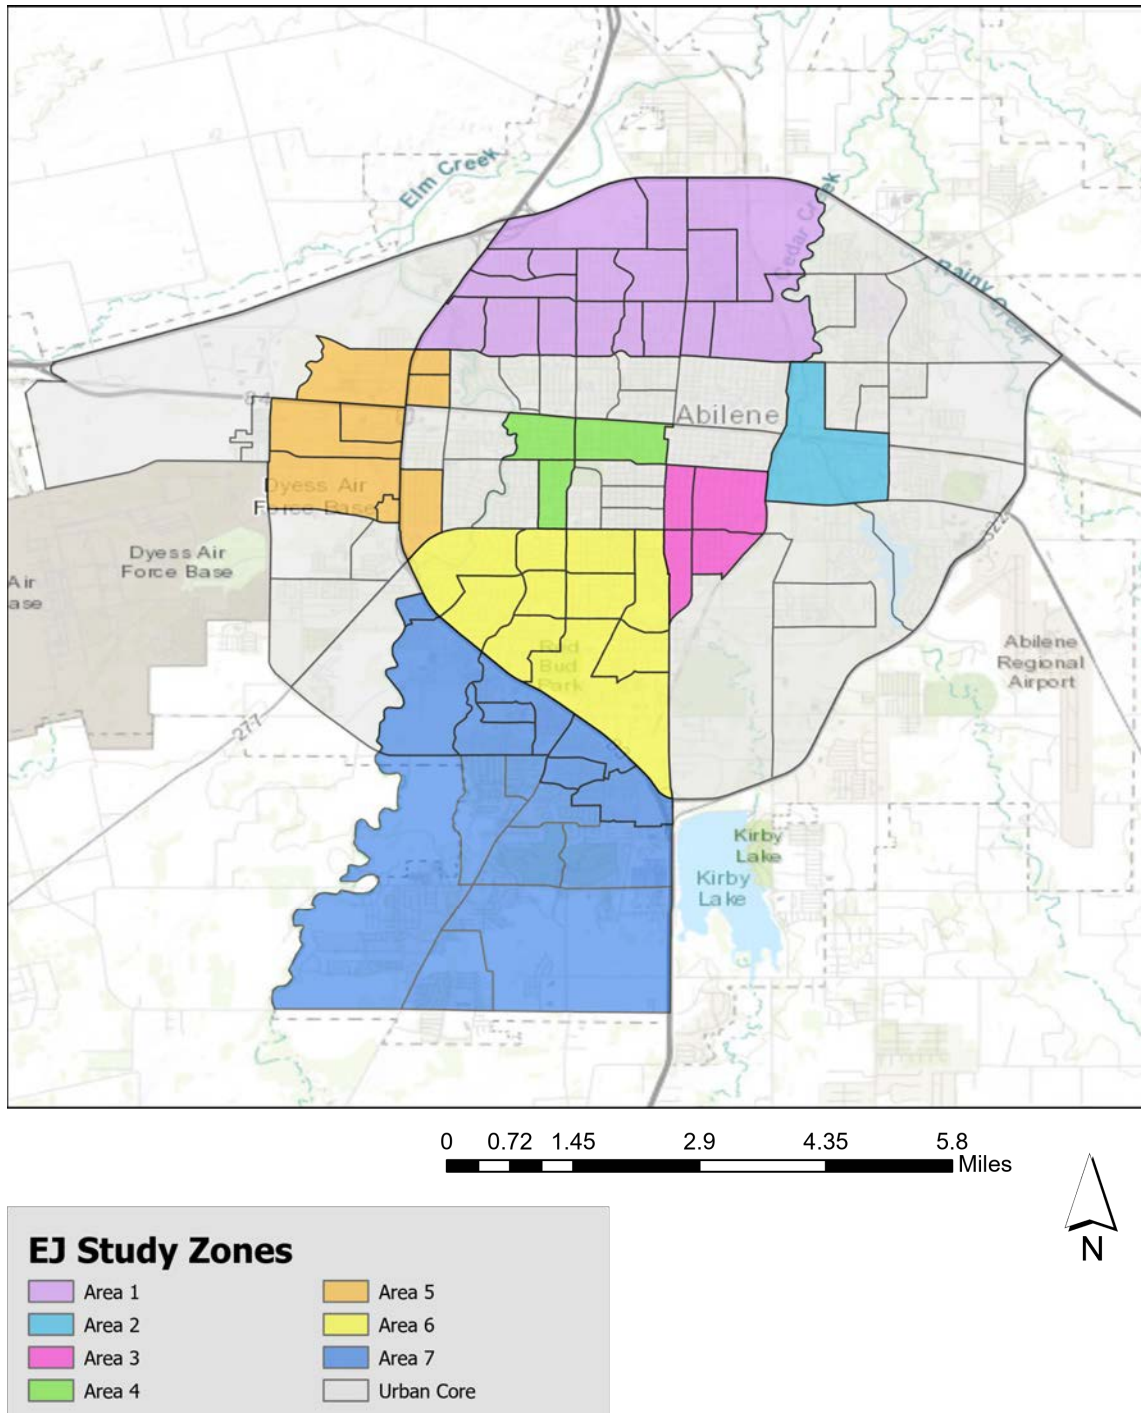 Elm Creek
Cedar Creek
Rainy Creek
84
Abilene
Dyess Air
Force Base
Dyess Air
Force Base
Air
ase
322
Abilene
Regional
Airport
Red
Bud
Park
277
Kirby
Lake
Kirby
Lake
0 0.72 1.45 2.9 4.35 5.8
Miles
N
EJ Study Zones
Area 1
Area 2
Area 3
Area 4
Area 5
Area 6
Area 7
Urban Core